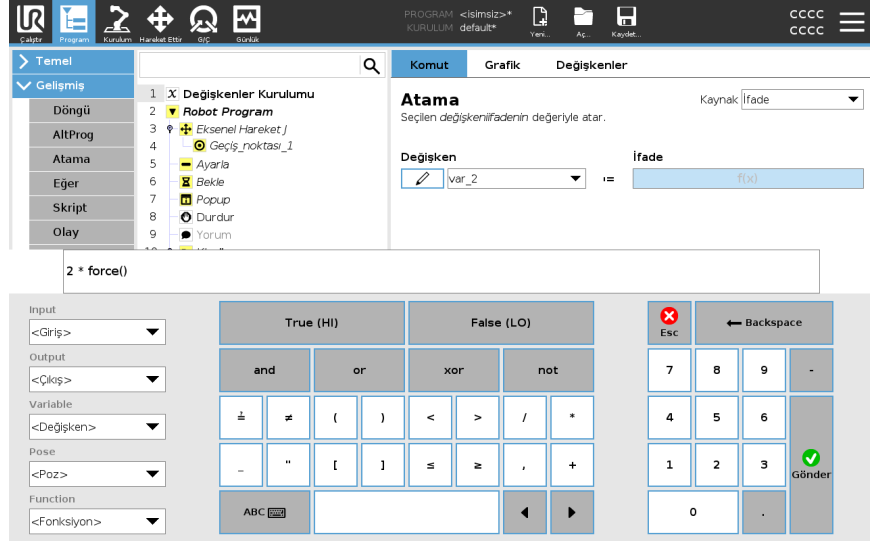 UR
PROGRAM <isimsiz>*
KURULUM default*
Çalıştır Program Kurulum Hareket Ettir G/Ç Günlük
Yeni... Aç... Kaydet...
CCCC
CCCC
Temel
Gelişmiş
Döngü
AltProg
Atama
Eğer
Skript
Olay
1 X Değişkenler Kurulumu
2 Robot Program
3 Eksenel Hareket J
4 Geçiş_noktası_1
5 Ayarla
6 Bekle
7 Popup
8 Durdur
9 Yorum
Komut Grafik Değişkenler
Atama
Kaynak İfade
Seçilen değişkeniifadenin değeriyle atar.
Değişken İfade
var_2 := f(x)
2 * force()
Input
<Giriş>
Output
<Çıkış>
Variable
<Değişken>
Pose
<Poz>
Function
<Fonksiyon>
True (HI) False (LO)
and or xor not
≟ ≠ ( ) < > / *
_ " [ ] ≤ ≥ , +
ABC
Esc Backspace
7 8 9 -
4 5 6
1 2 3 Gönder
0 .